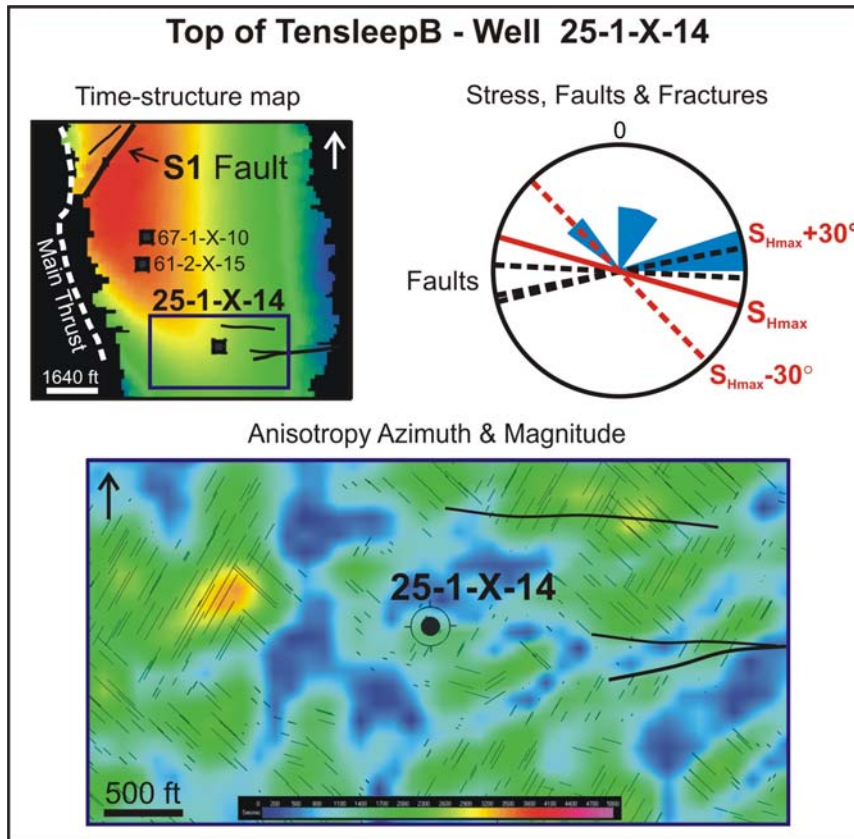 Top of TensleepB - Well 25-1-X-14
Time-structure map
S1 Fault
67-1-X-10
61-2-X-15
25-1-X-14
Main Thrust
1640 ft
Stress, Faults & Fractures
0
SHmax+30°
Faults
SHmax
SHmax-30°
Anisotropy Azimuth & Magnitude
25-1-X-14
500 ft